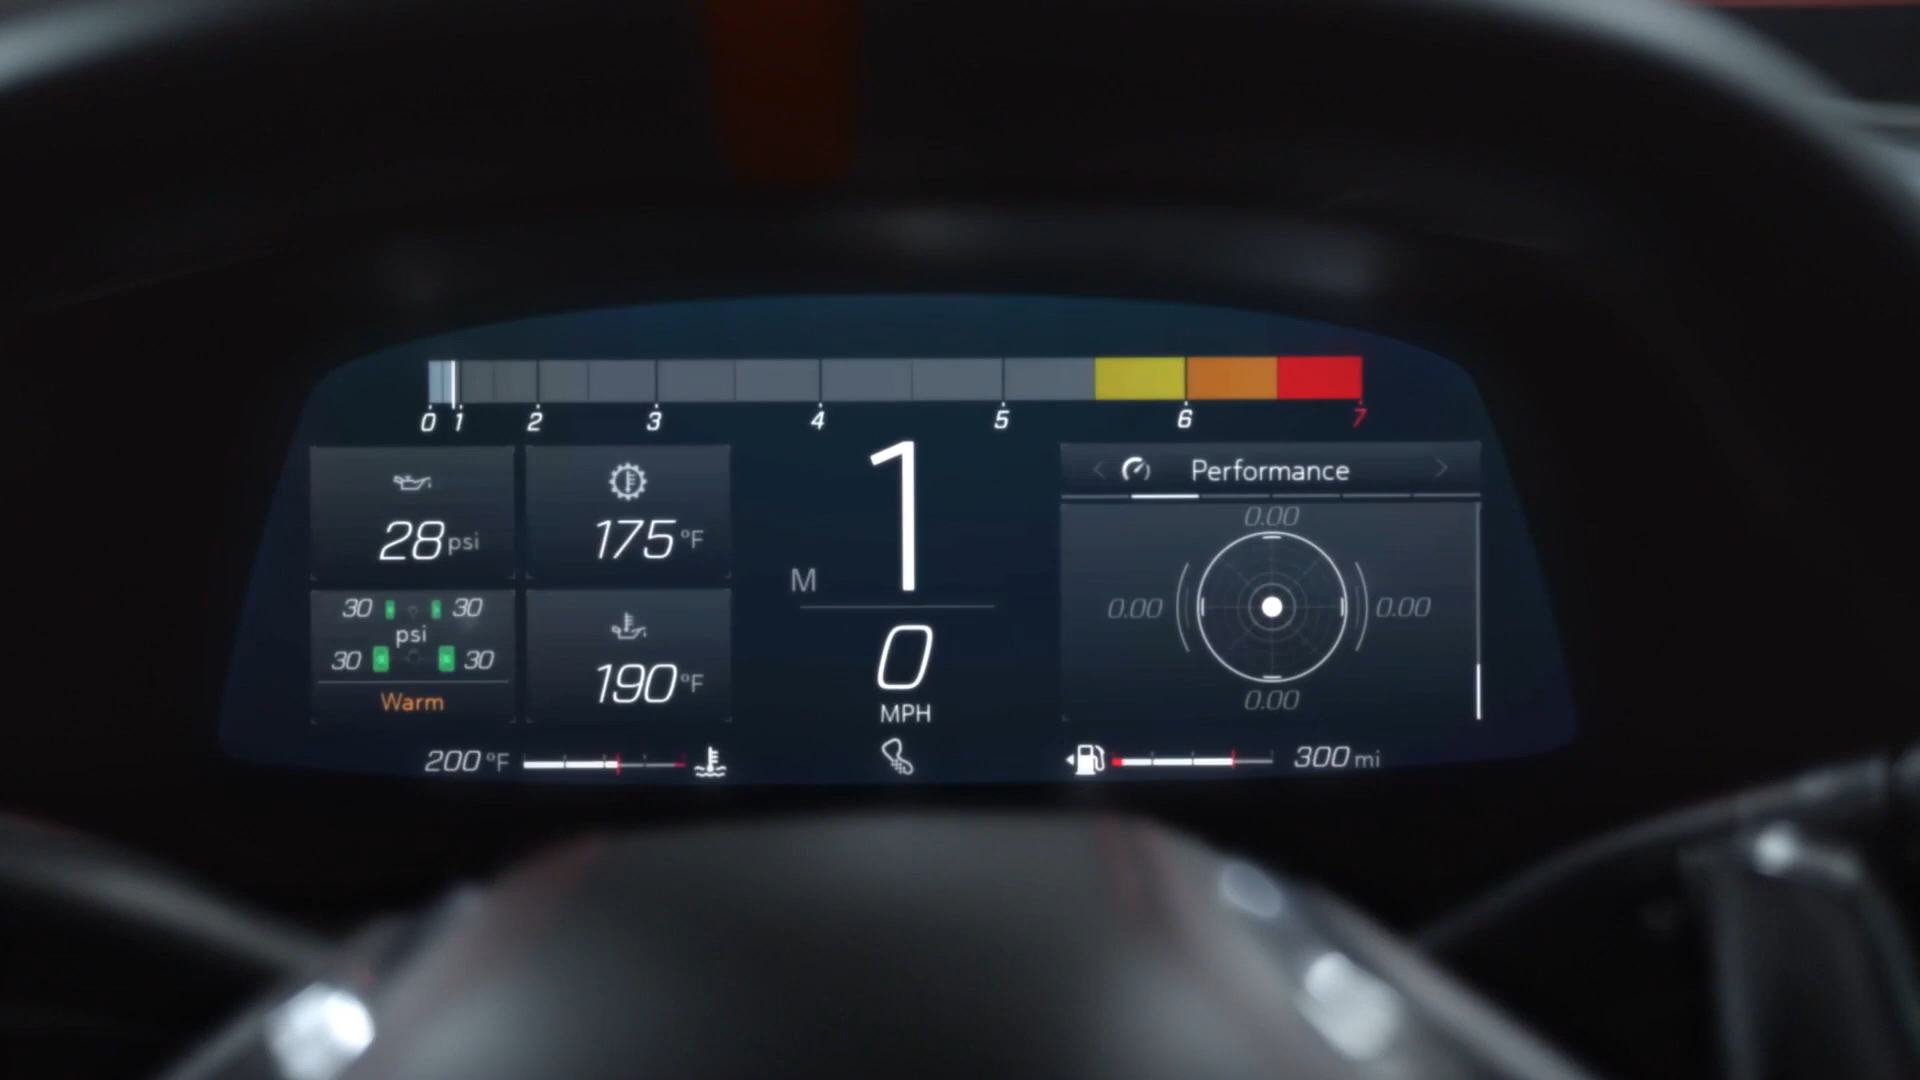 0 1 2 3 4 5 6 7
28 psi
175 °F
30 30
psi
30 30
Warm
190 °F
200 °F
M 1
0
MPH
Performance
0.00
0.00 0.00
0.00
300 mi